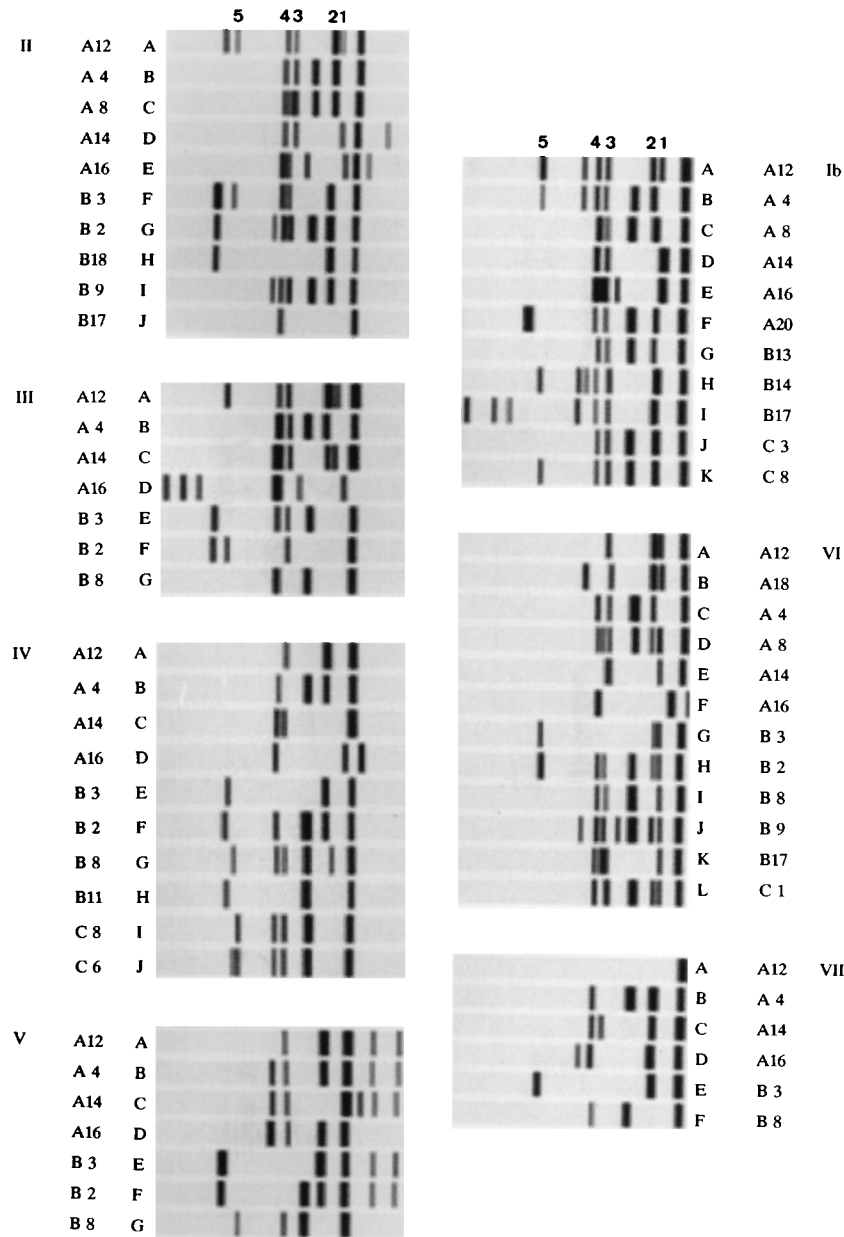 5 4 3 2 1
II A12 A
A 4 B
A 8 C
A14 D
A16 E
B 3 F
B 2 G
B18 H
B 9 I
B17 J
III A12 A
A 4 B
A14 C
A16 D
B 3 E
B 2 F
B 8 G
IV A12 A
A 4 B
A14 C
A16 D
B 3 E
B 2 F
B 8 G
B11 H
C 8 I
C 6 J
V A12 A
A 4 B
A14 C
A16 D
B 3 E
B 2 F
B 8 G
5 4 3 2 1
A A12 Ib
B A 4
C A 8
D A14
E A16
F A20
G B13
H B14
I B17
J C 3
K C 8
A A12 VI
B A18
C A 4
D A 8
E A14
F A16
G B 3
H B 2
I B 8
J B 9
K B17
L C 1
A A12 VII
B A 4
C A14
D A16
E B 3
F B 8